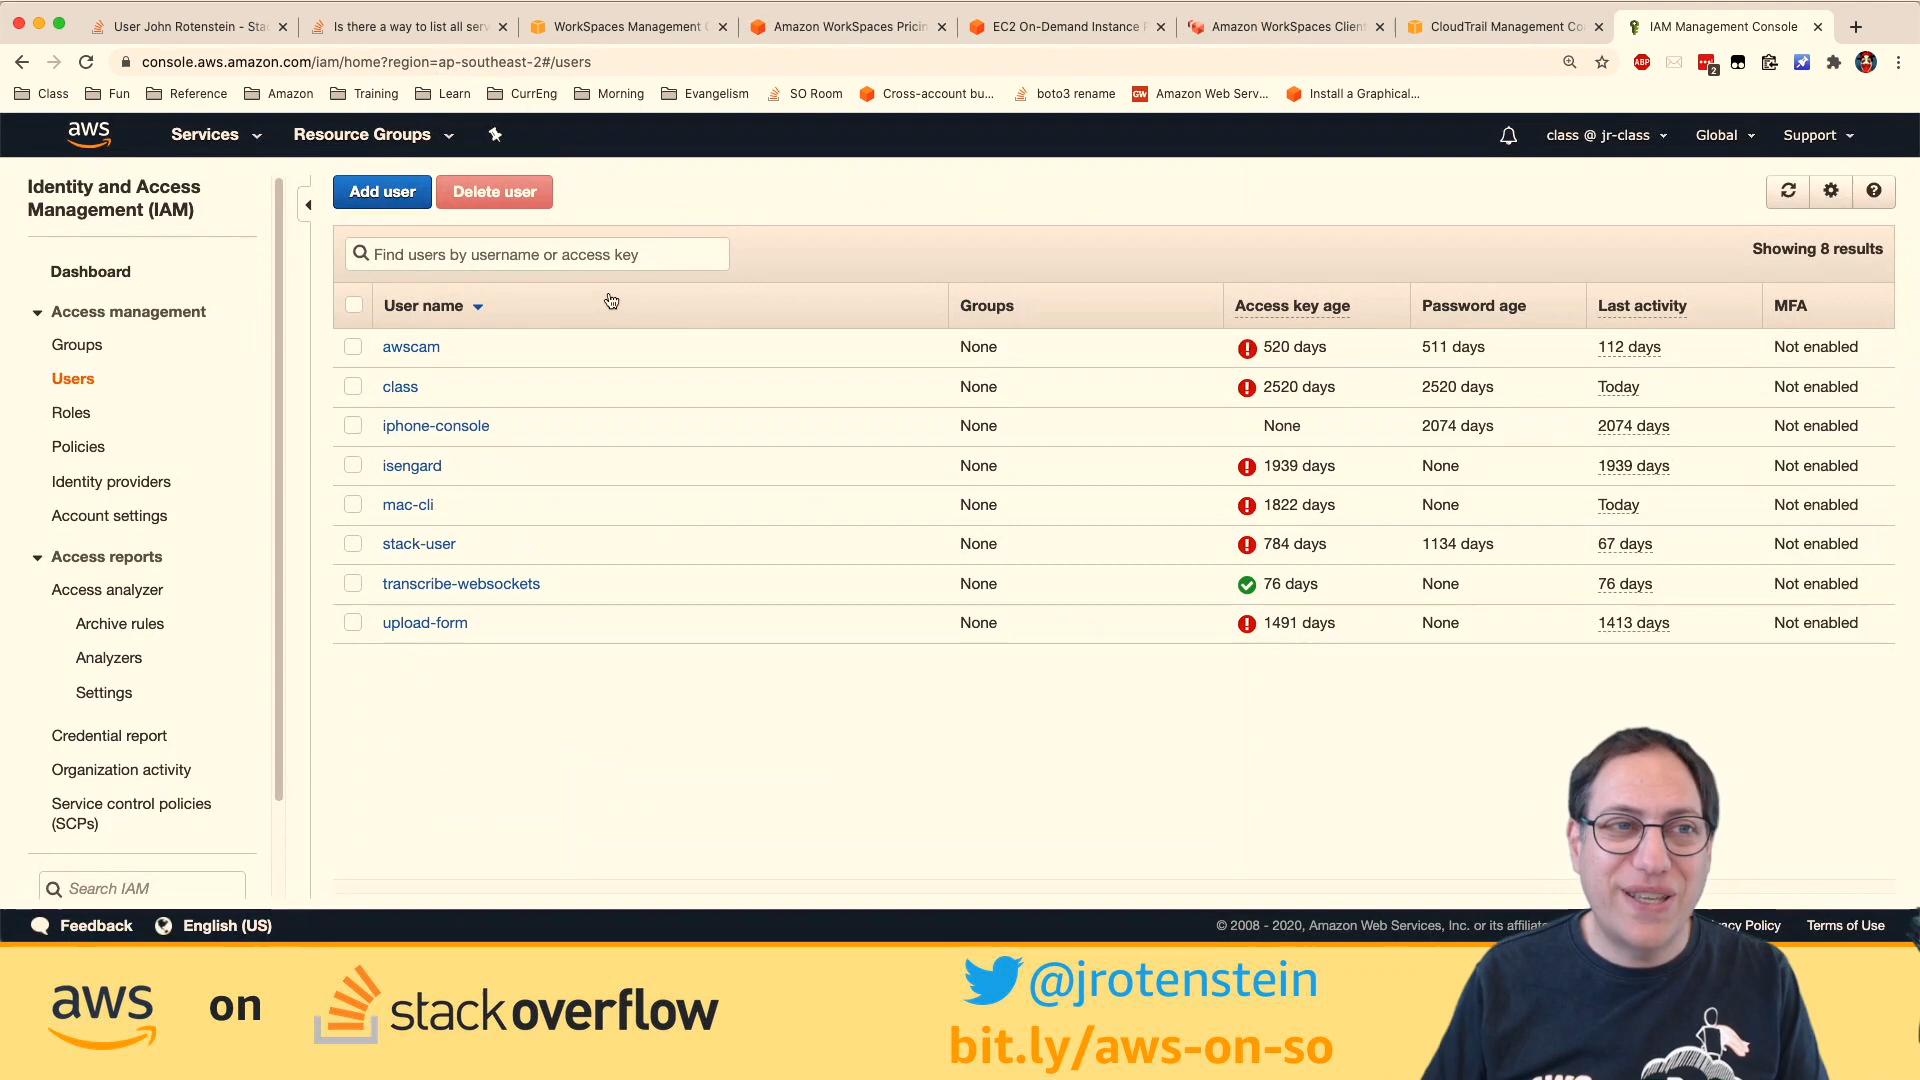 User John Rotenstein - Stac
Is there a way to list all serv
WorkSpaces Management C
Amazon WorkSpaces Pricin
EC2 On-Demand Instance P
Amazon WorkSpaces Client
CloudTrail Management Co
IAM Management Console
console.aws.amazon.com/iam/home?region=ap-southeast-2#/users
ABP
2
Class
Fun
Reference
Amazon
Training
Learn
CurrEng
Morning
Evangelism
SO Room
Cross-account bu...
boto3 rename
GW
Amazon Web Serv...
Install a Graphical...
aws
Services
Resource Groups
class @ jr-class
Global
Support
Identity and Access
Management (IAM)
Dashboard
Access management
Groups
Users
Roles
Policies
Identity providers
Account settings
Access reports
Access analyzer
Archive rules
Analyzers
Settings
Credential report
Organization activity
Service control policies
(SCPs)
Search IAM
Add user
Delete user
Find users by username or access key
Showing 8 results
User name Groups Access key age Password age Last activity MFA
awscam None 520 days 511 days 112 days Not enabled
class None 2520 days 2520 days Today Not enabled
iphone-console None None 2074 days 2074 days Not enabled
isengard None 1939 days None 1939 days Not enabled
mac-cli None 1822 days None Today Not enabled
stack-user None 784 days 1134 days 67 days Not enabled
transcribe-websockets None 76 days None 76 days Not enabled
upload-form None 1491 days None 1413 days Not enabled
Feedback
English (US)
© 2008 - 2020, Amazon Web Services, Inc. or its affiliate
acy Policy
Terms of Use
aws on stackoverflow
@jrotenstein
bit.ly/aws-on-so